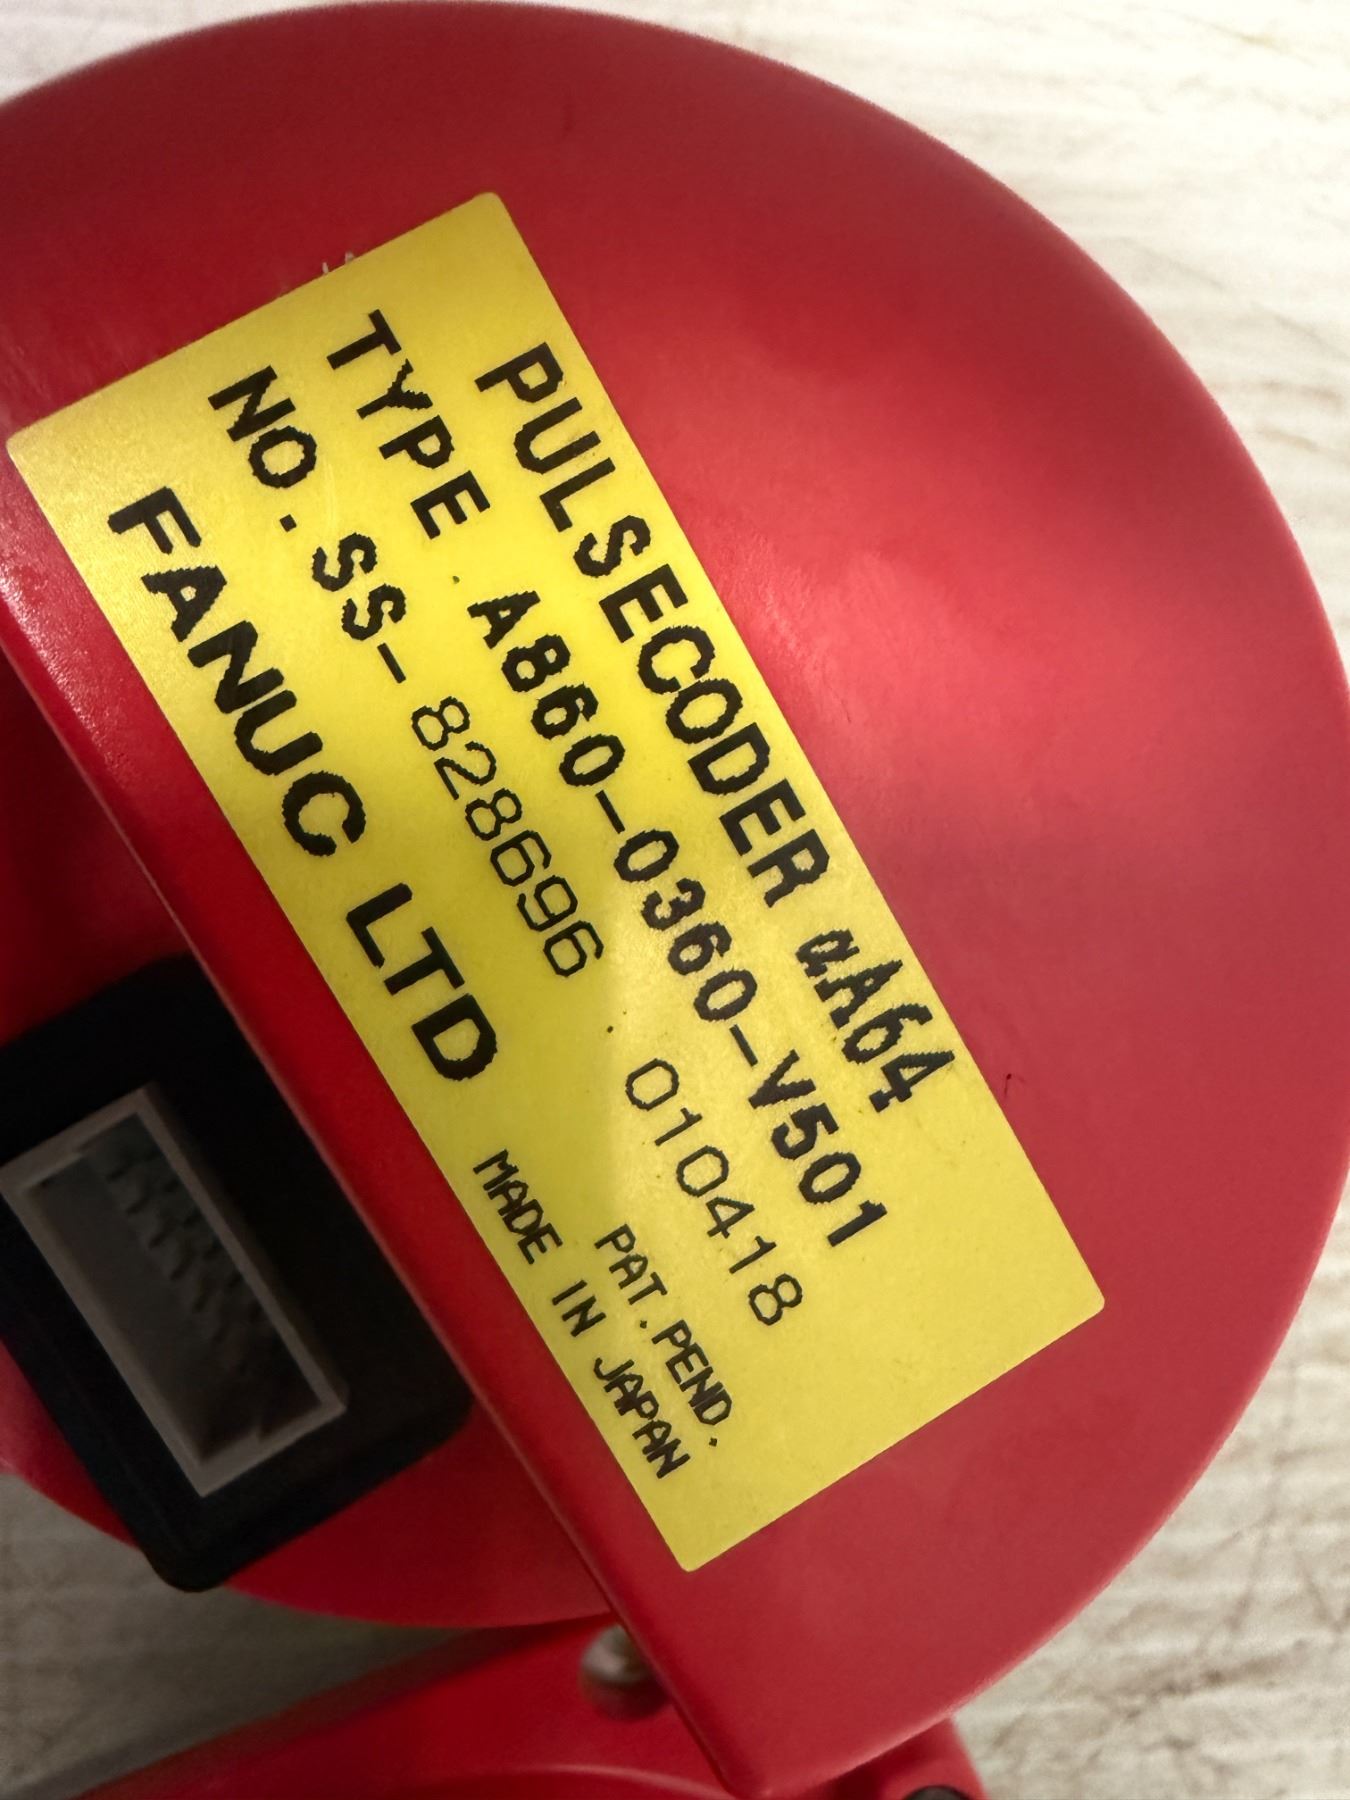 PULSECODER αA64
TYPE A860-0360-V501
NO.SS-828696 010418
PAT.PEND.
FANUC LTD MADE IN JAPAN